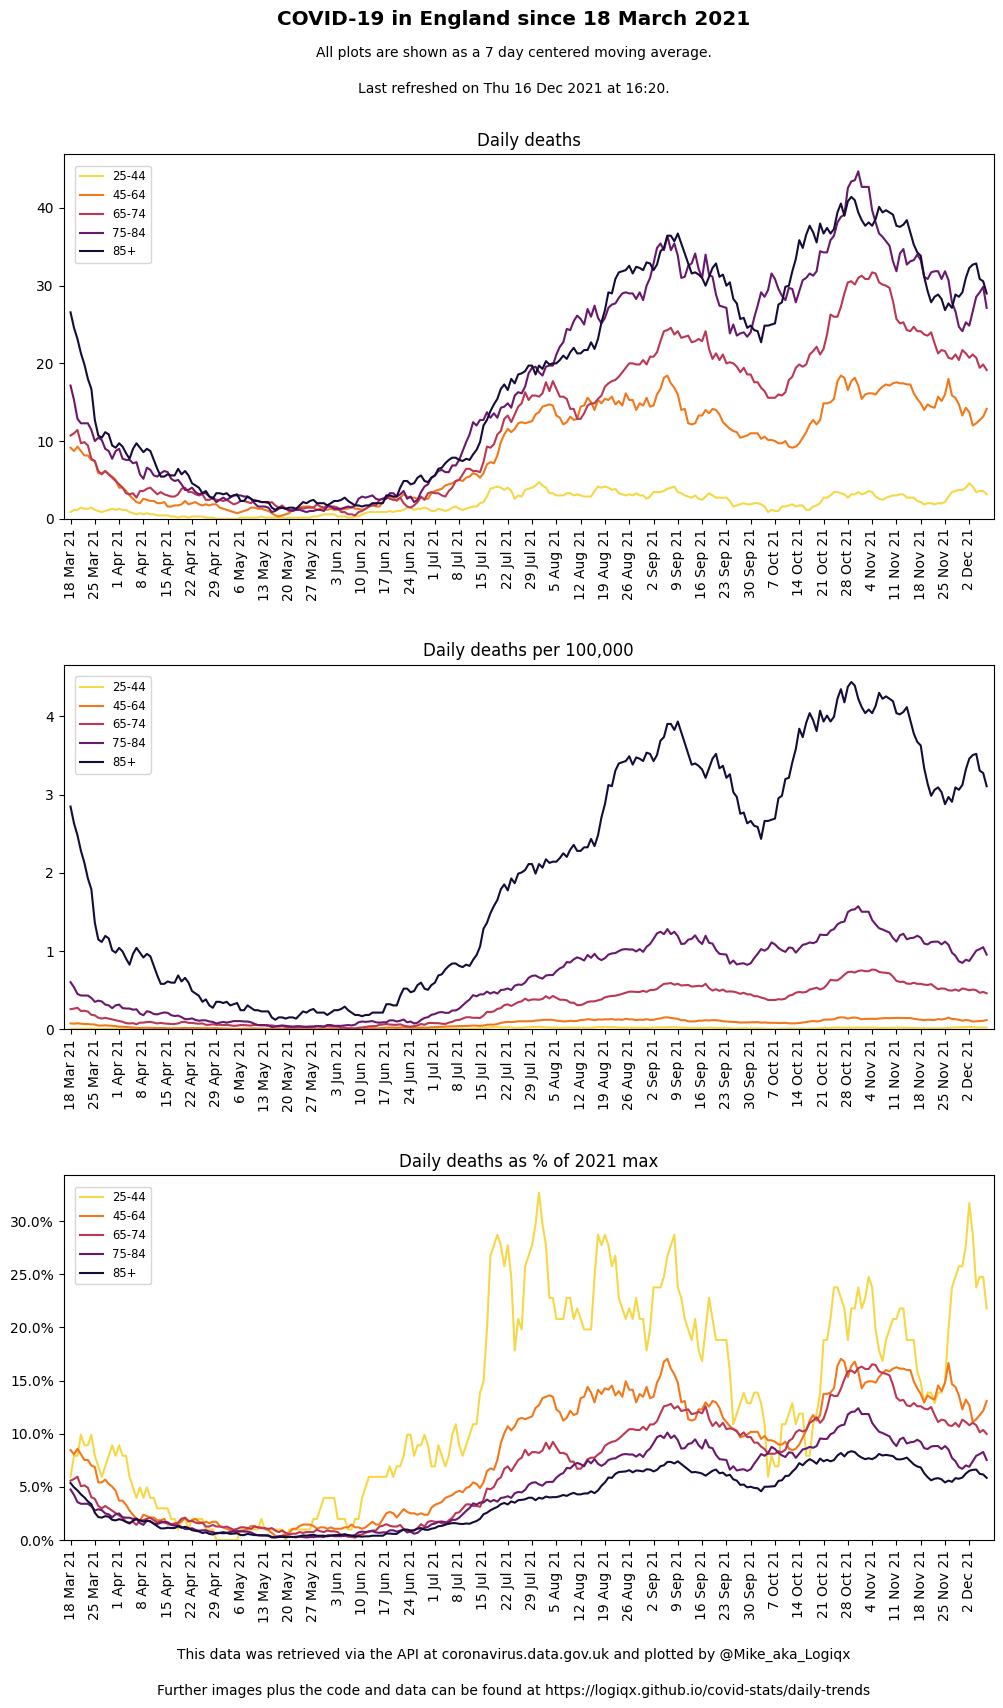 COVID-19 in England since 18 March 2021
All plots are shown as a 7 day centered moving average.
Last refreshed on Thu 16 Dec 2021 at 16:20.
Daily deaths
25-44
45-64
65-74
75-84
85+
40
30
20
10
0
18 Mar 21
25 Mar 21
1 Apr 21
8 Apr 21
15 Apr 21
22 Apr 21
29 Apr 21
6 May 21
13 May 21
20 May 21
27 May 21
3 Jun 21
10 Jun 21
17 Jun 21
24 Jun 21
1 Jul 21
8 Jul 21
15 Jul 21
22 Jul 21
29 Jul 21
5 Aug 21
12 Aug 21
19 Aug 21
26 Aug 21
2 Sep 21
9 Sep 21
16 Sep 21
23 Sep 21
30 Sep 21
7 Oct 21
14 Oct 21
21 Oct 21
28 Oct 21
4 Nov 21
11 Nov 21
18 Nov 21
25 Nov 21
2 Dec 21
Daily deaths per 100,000
25-44
45-64
65-74
75-84
85+
4
3
2
1
0
18 Mar 21
25 Mar 21
1 Apr 21
8 Apr 21
15 Apr 21
22 Apr 21
29 Apr 21
6 May 21
13 May 21
20 May 21
27 May 21
3 Jun 21
10 Jun 21
17 Jun 21
24 Jun 21
1 Jul 21
8 Jul 21
15 Jul 21
22 Jul 21
29 Jul 21
5 Aug 21
12 Aug 21
19 Aug 21
26 Aug 21
2 Sep 21
9 Sep 21
16 Sep 21
23 Sep 21
30 Sep 21
7 Oct 21
14 Oct 21
21 Oct 21
28 Oct 21
4 Nov 21
11 Nov 21
18 Nov 21
25 Nov 21
2 Dec 21
Daily deaths as % of 2021 max
25-44
45-64
65-74
75-84
85+
30.0%
25.0%
20.0%
15.0%
10.0%
5.0%
0.0%
18 Mar 21
25 Mar 21
1 Apr 21
8 Apr 21
15 Apr 21
22 Apr 21
29 Apr 21
6 May 21
13 May 21
20 May 21
27 May 21
3 Jun 21
10 Jun 21
17 Jun 21
24 Jun 21
1 Jul 21
8 Jul 21
15 Jul 21
22 Jul 21
29 Jul 21
5 Aug 21
12 Aug 21
19 Aug 21
26 Aug 21
2 Sep 21
9 Sep 21
16 Sep 21
23 Sep 21
30 Sep 21
7 Oct 21
14 Oct 21
21 Oct 21
28 Oct 21
4 Nov 21
11 Nov 21
18 Nov 21
25 Nov 21
2 Dec 21
This data was retrieved via the API at coronavirus.data.gov.uk and plotted by @Mike_aka_Logiqx
Further images plus the code and data can be found at https://logiqx.github.io/covid-stats/daily-trends